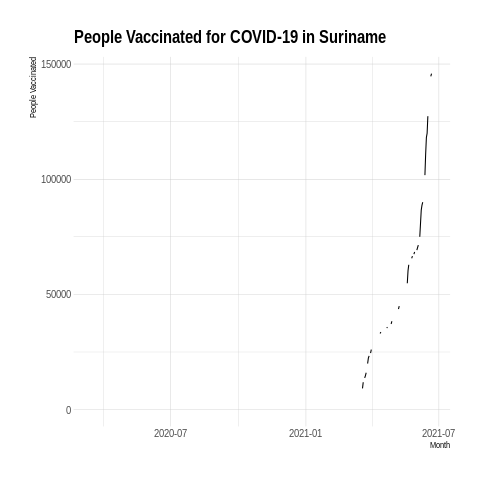 People Vaccinated for COVID-19 in Suriname
People Vaccinated
150000
100000
50000
0
2020-07
2021-01
2021-07
Month